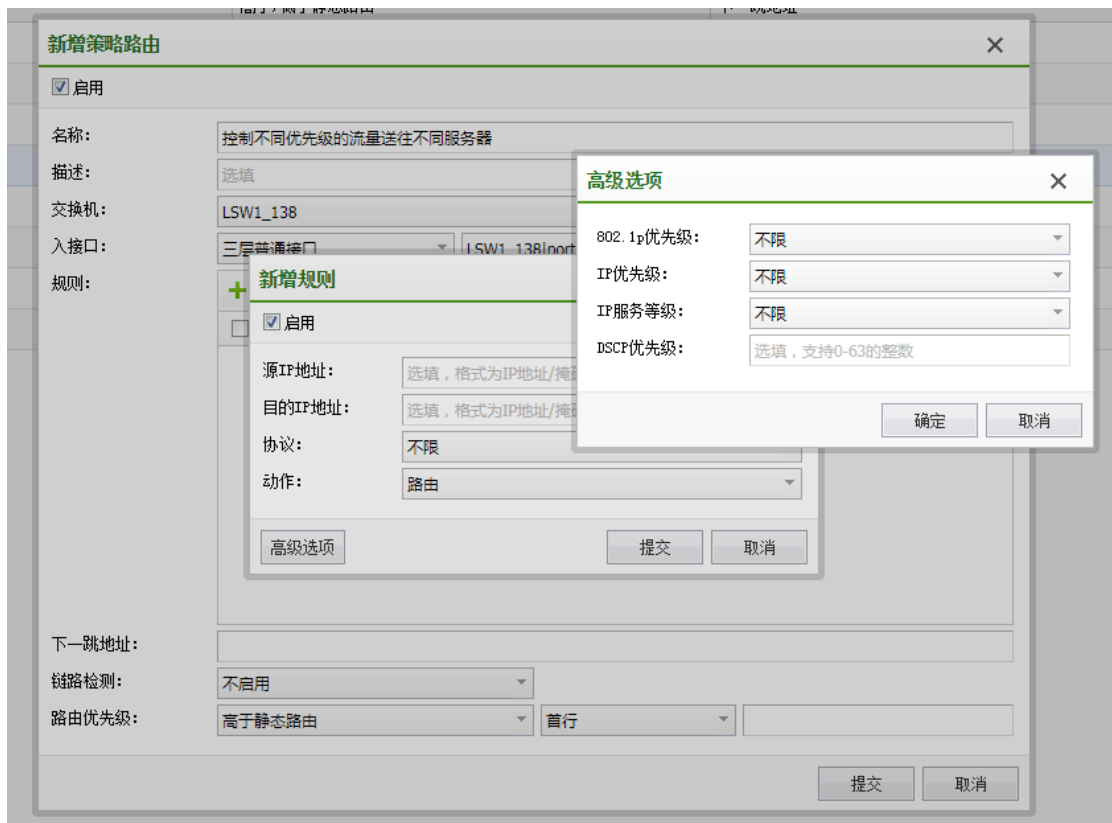 新增策略路由
启用
名称：
控制不同优先级的流量送往不同服务器
描述：
选填
交换机：
LSW1_138
入接口：
三层普通接口
LSW1_138|port
规则：
新增规则
启用
源IP地址：
选填，格式为IP地址/掩
目的IP地址：
选填，格式为IP地址/掩
协议：
不限
动作：
路由
高级选项
提交
取消
高级选项
802.1p优先级：
不限
IP优先级：
不限
IP服务等级：
不限
DSCP优先级：
选填，支持0-63的整数
确定
取消
下一跳地址：
链路检测：
不启用
路由优先级：
高于静态路由
首行
提交
取消